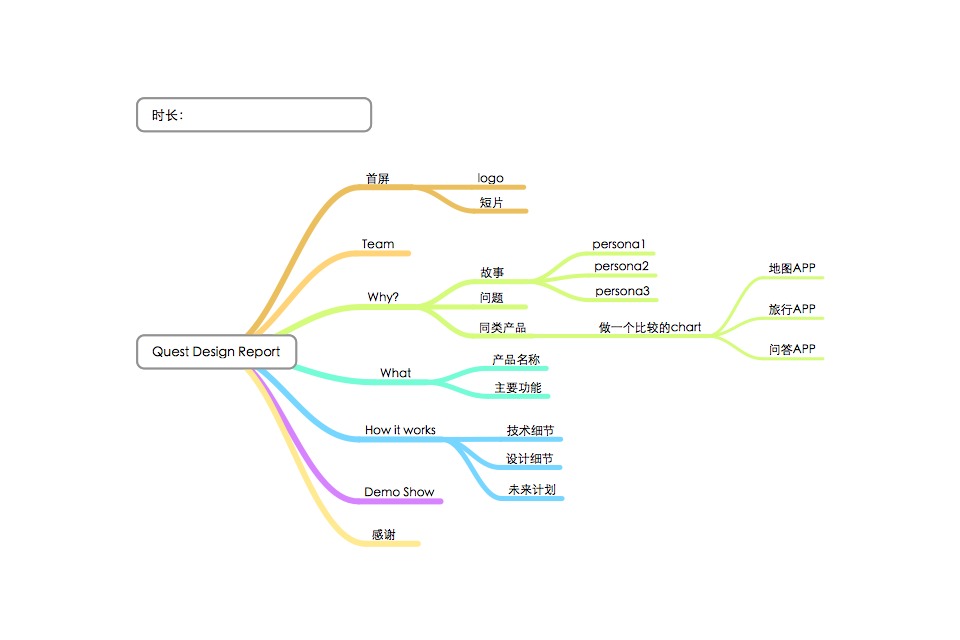 时长:
首屏
logo
短片
Team
Why?
故事
persona1
persona2
persona3
问题
同类产品
做一个比较的chart
地图APP
旅行APP
问答APP
Quest Design Report
What
产品名称
主要功能
How it works
技术细节
设计细节
未来计划
Demo Show
感谢